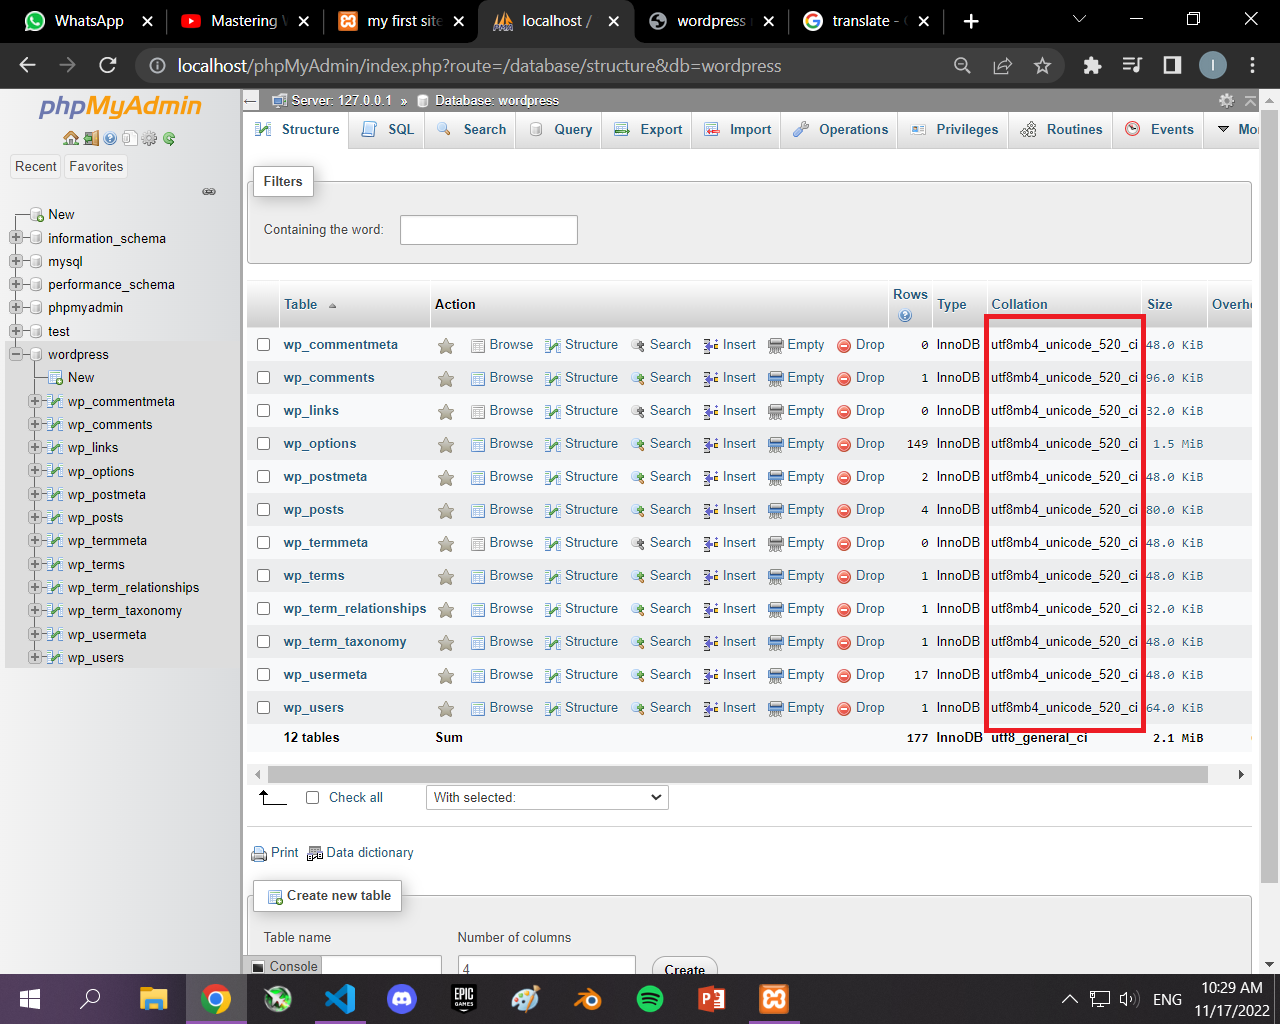 WhatsApp
Mastering W
my first site
localhost /
wordpress
translate -
localhost/phpMyAdmin/index.php?route=/database/structure&db=wordpress
I
phpMyAdmin
Recent Favorites
New
information_schema
mysql
performance_schema
phpmyadmin
test
wordpress
New
wp_commentmeta
wp_comments
wp_links
wp_options
wp_postmeta
wp_posts
wp_termmeta
wp_terms
wp_term_relationships
wp_term_taxonomy
wp_usermeta
wp_users
Server: 127.0.0.1 » Database: wordpress
Structure SQL Search Query Export Import Operations Privileges Routines Events Mo
Filters
Containing the word:
Table Action Rows Type Collation Size Overhe
wp_commentmeta Browse Structure Search Insert Empty Drop 0 InnoDB utf8mb4_unicode_520_ci 48.0 KiB
wp_comments Browse Structure Search Insert Empty Drop 1 InnoDB utf8mb4_unicode_520_ci 96.0 KiB
wp_links Browse Structure Search Insert Empty Drop 0 InnoDB utf8mb4_unicode_520_ci 32.0 KiB
wp_options Browse Structure Search Insert Empty Drop 149 InnoDB utf8mb4_unicode_520_ci 1.5 MiB
wp_postmeta Browse Structure Search Insert Empty Drop 2 InnoDB utf8mb4_unicode_520_ci 48.0 KiB
wp_posts Browse Structure Search Insert Empty Drop 4 InnoDB utf8mb4_unicode_520_ci 80.0 KiB
wp_termmeta Browse Structure Search Insert Empty Drop 0 InnoDB utf8mb4_unicode_520_ci 48.0 KiB
wp_terms Browse Structure Search Insert Empty Drop 1 InnoDB utf8mb4_unicode_520_ci 48.0 KiB
wp_term_relationships Browse Structure Search Insert Empty Drop 1 InnoDB utf8mb4_unicode_520_ci 32.0 KiB
wp_term_taxonomy Browse Structure Search Insert Empty Drop 1 InnoDB utf8mb4_unicode_520_ci 48.0 KiB
wp_usermeta Browse Structure Search Insert Empty Drop 17 InnoDB utf8mb4_unicode_520_ci 48.0 KiB
wp_users Browse Structure Search Insert Empty Drop 1 InnoDB utf8mb4_unicode_520_ci 64.0 KiB
12 tables Sum 177 InnoDB utf8_general_ci 2.1 MiB
Check all With selected:
Print Data dictionary
Create new table
Table name Number of columns
Console 4 Create
EPIC GAMES
ENG
10:29 AM
11/17/2022